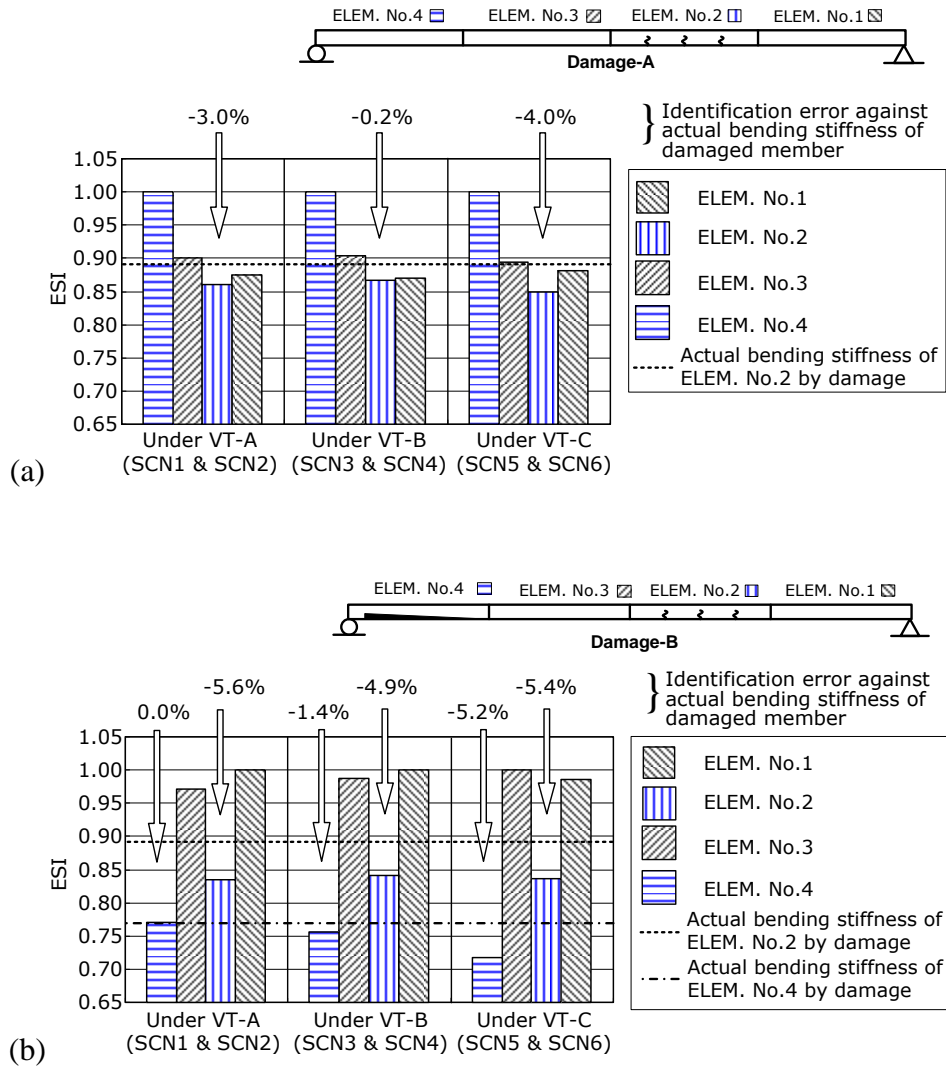 ELEM. No.4 ELEM. No.3 ELEM. No.2 ELEM. No.1
Damage-A
-3.0% -0.2% -4.0%
} Identification error against
actual bending stiffness of
damaged member
1.05
1.00
0.95
0.90
0.85
0.80
0.75
0.70
0.65
ESI
ELEM. No.1
ELEM. No.2
ELEM. No.3
ELEM. No.4
Actual bending stiffness of
ELEM. No.2 by damage
Under VT-A Under VT-B Under VT-C
(SCN1 & SCN2) (SCN3 & SCN4) (SCN5 & SCN6)
(a)
ELEM. No.4 ELEM. No.3 ELEM. No.2 ELEM. No.1
Damage-B
-5.6% -4.9% -5.4%
0.0% -1.4% -5.2%
} Identification error against
actual bending stiffness of
damaged member
1.05
1.00
0.95
0.90
0.85
0.80
0.75
0.70
0.65
ESI
ELEM. No.1
ELEM. No.2
ELEM. No.3
ELEM. No.4
Actual bending stiffness of
ELEM. No.2 by damage
Actual bending stiffness of
ELEM. No.4 by damage
Under VT-A Under VT-B Under VT-C
(SCN1 & SCN2) (SCN3 & SCN4) (SCN5 & SCN6)
(b)